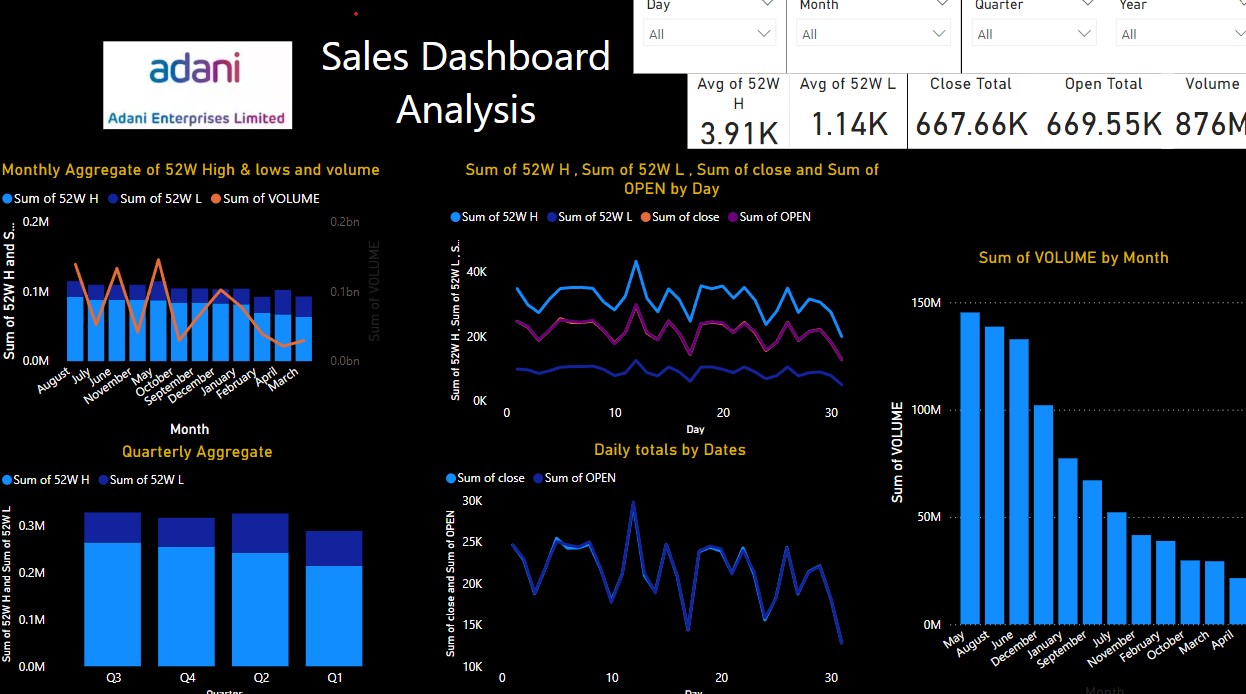 Day
Month
Quarter
Year
All
All
All
All
adani
Adani Enterprises Limited
Sales Dashboard
Analysis
Avg of 52W
H
3.91K
Avg of 52W L
1.14K
Close Total
667.66K
Open Total
669.55K
Volume
876M
Monthly Aggregate of 52W High & lows and volume
Sum of 52W H Sum of 52W L Sum of VOLUME
Sum of 52W H and S...
0.2M
0.1M
0.0M
0.2bn
0.1bn
0.0bn
Sum of VOLUME
August
July
June
November
May
October
September
December
January
February
April
March
Month
Sum of 52W H , Sum of 52W L , Sum of close and Sum of
OPEN by Day
Sum of 52W H Sum of 52W L Sum of close Sum of OPEN
Sum of 52W H , Sum of 52W L , S...
40K
20K
0K
0 10 20 30
Day
Sum of VOLUME by Month
Sum of VOLUME
150M
100M
50M
0M
May
August
June
December
January
September
July
November
February
October
March
April
Month
Quarterly Aggregate
Sum of 52W H Sum of 52W L
Sum of 52W H and Sum of 52W L
0.3M
0.2M
0.1M
0.0M
Q3 Q4 Q2 Q1
Quarter
Daily totals by Dates
Sum of close Sum of OPEN
Sum of close and Sum of OPEN
30K
25K
20K
15K
10K
0 10 20 30
Day